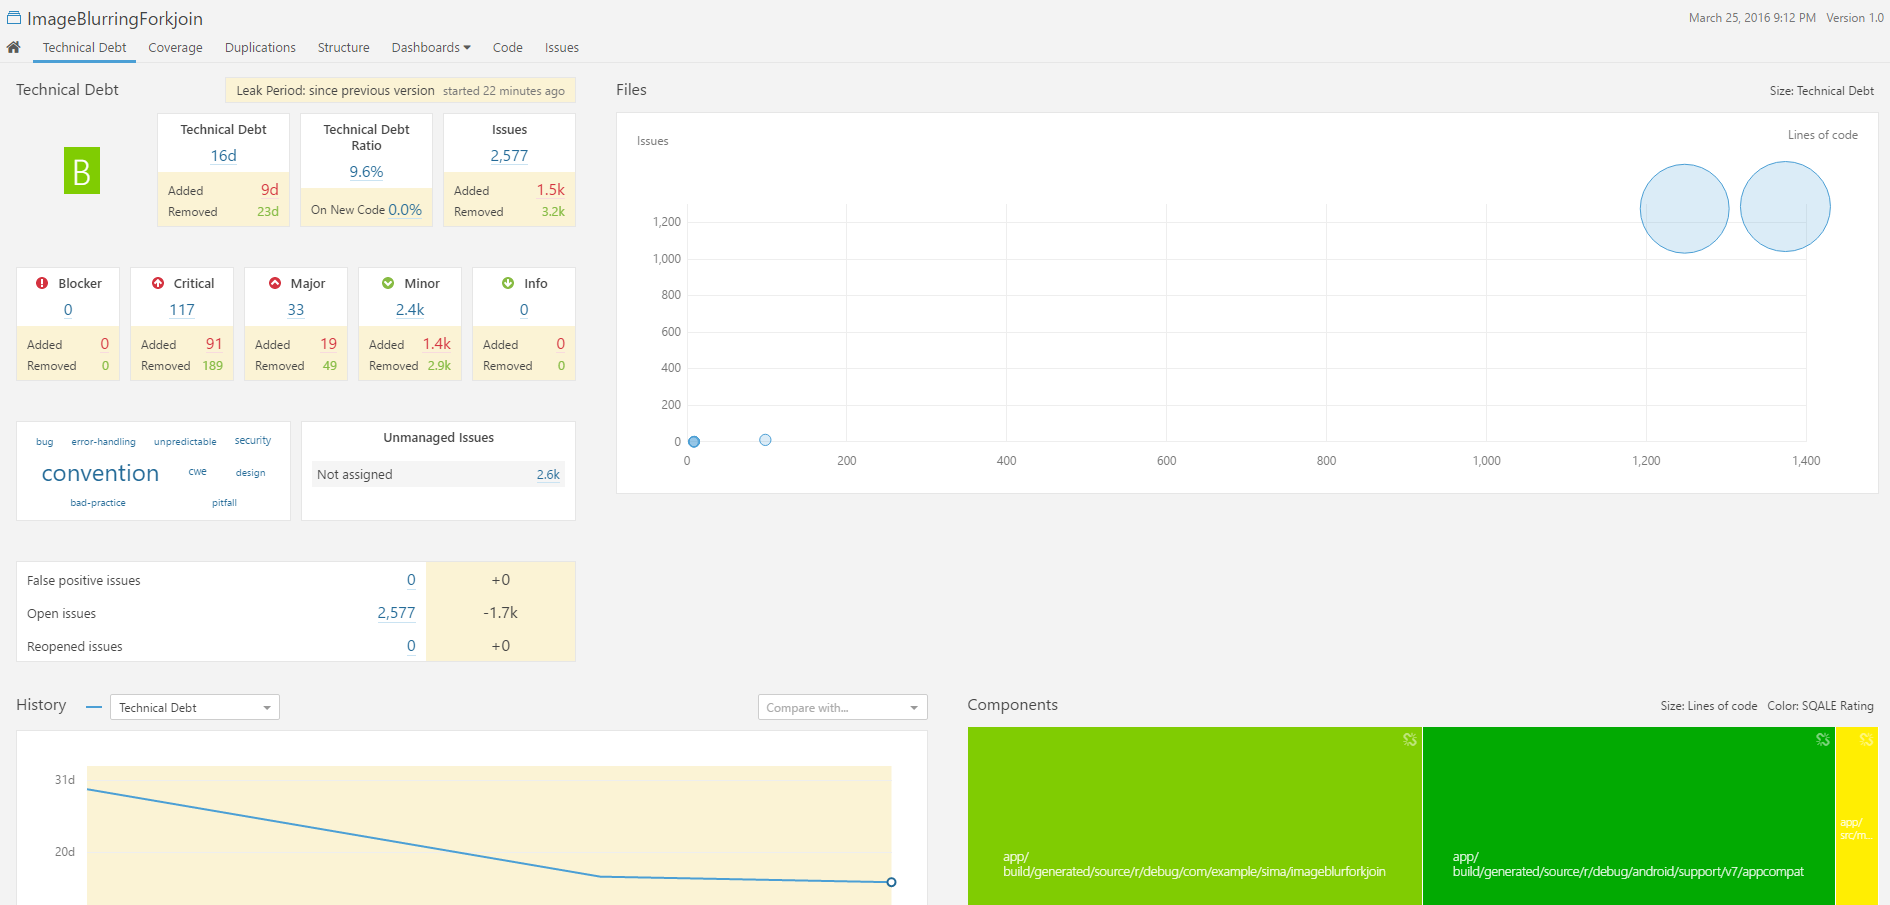 ImageBlurringForkjoin
March 25, 2016 9:12 PM Version 1.0
Technical Debt Coverage Duplications Structure Dashboards Code Issues
Technical Debt
Leak Period: since previous version started 22 minutes ago
B
Technical Debt
16d
Added 9d
Removed 23d
Technical Debt
Ratio
9.6%
On New Code 0.0%
Issues
2,577
Added 1.5k
Removed 3.2k
Blocker
0
Added 0
Removed 0
Critical
117
Added 91
Removed 189
Major
33
Added 19
Removed 49
Minor
2.4k
Added 1.4k
Removed 2.9k
Info
0
Added 0
Removed 0
bug error-handling unpredictable security
convention cwe design
bad-practice pitfall
Unmanaged Issues
Not assigned 2.6k
False positive issues 0 +0
Open issues 2,577 -1.7k
Reopened issues 0 +0
Files
Size: Technical Debt
Issues
Lines of code
1,200
1,000
800
600
400
200
0
0 200 400 600 800 1,000 1,200 1,400
History Technical Debt Compare with...
31d
20d
Components
Size: Lines of code Color: SQALE Rating
app/
build/generated/source/r/debug/com/example/sima/imageblurforkjoin
app/
build/generated/source/r/debug/android/support/v7/appcompat
app/
src/m...